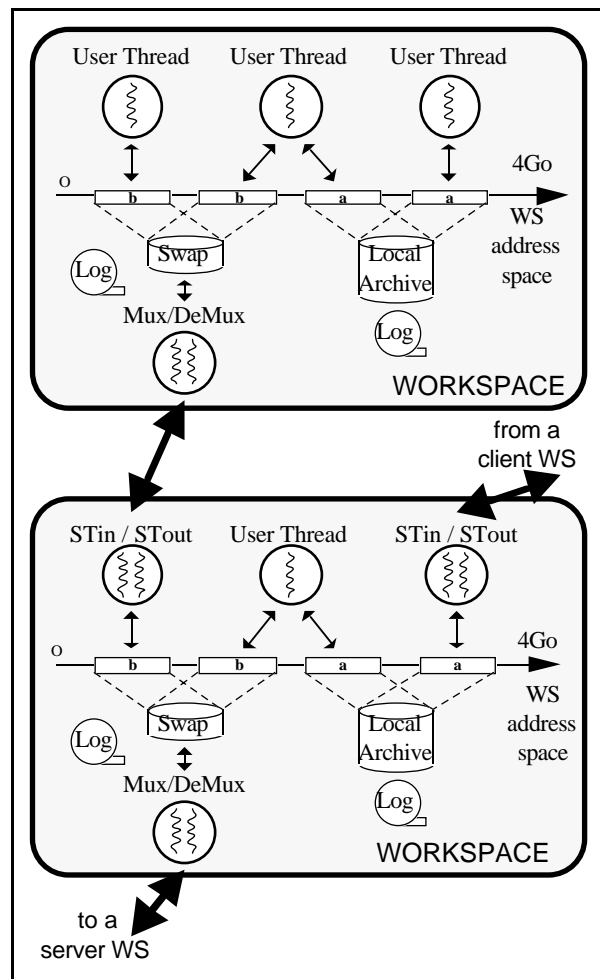 User Thread User Thread User Thread
4Go
O
b b a a
WS
address
space
Swap
Local
Archive
Log
Log
Mux/DeMux
WORKSPACE
from a
client WS
STin / STout User Thread STin / STout
4Go
O
b b a a
WS
address
space
Swap
Local
Archive
Log
Log
Mux/DeMux
WORKSPACE
to a
server WS